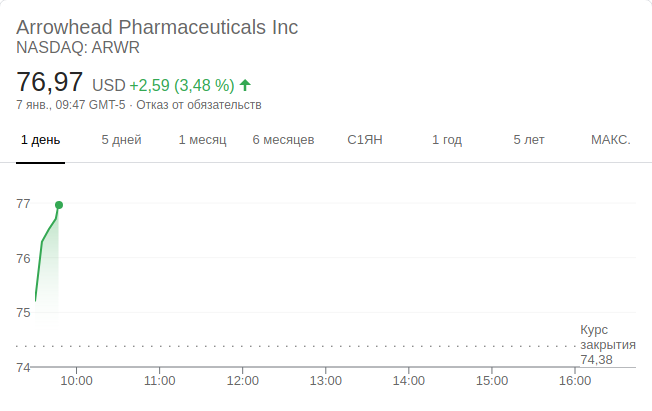 Arrowhead Pharmaceuticals Inc
NASDAQ: ARWR
76,97 USD +2,59 (3,48 %)
7 янв., 09:47 GMT-5 · Отказ от обязательств
1 день 5 дней 1 месяц 6 месяцев С1ЯН 1 год 5 лет МАКС.
77
76
75
Курс
закрытия
74,38
74
10:00 11:00 12:00 13:00 14:00 15:00 16:00